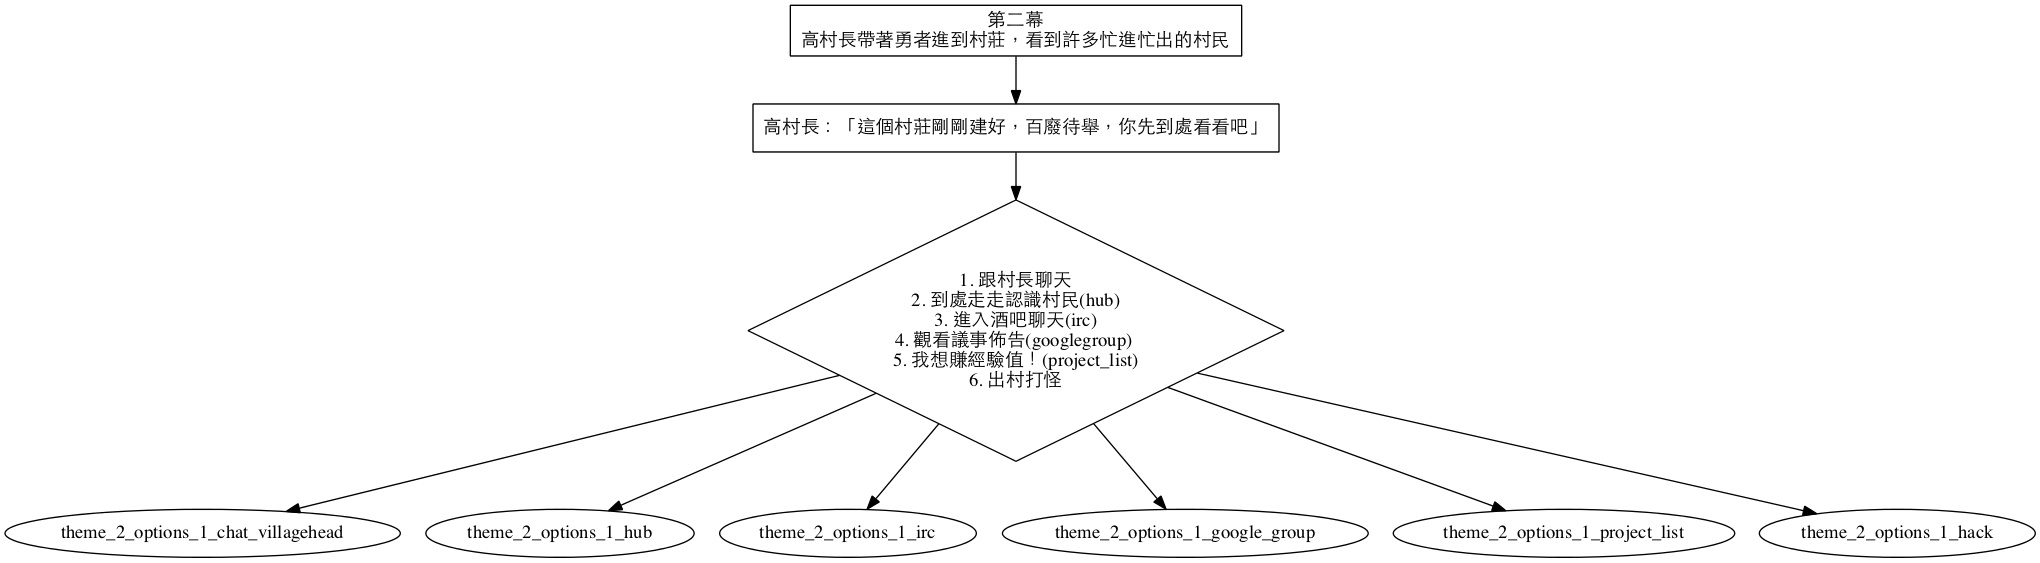 第二幕
高村長帶著勇者進到村莊，看到許多忙進忙出的村民
高村長：「這個村莊剛剛建好，百廢待舉，你先到處看看吧」
1. 跟村長聊天
2. 到處走走認識村民(hub)
3. 進入酒吧聊天(irc)
4. 觀看議事佈告(googlegroup)
5. 我想賺經驗值！(project_list)
6. 出村打怪
theme_2_options_1_chat_villagehead
theme_2_options_1_hub
theme_2_options_1_irc
theme_2_options_1_google_group
theme_2_options_1_project_list
theme_2_options_1_hack